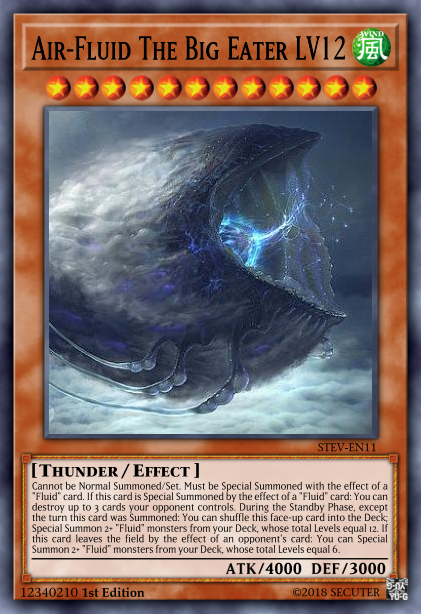 AIR-FLUID THE BIG EATER LV12
WIND
風
STEV-EN11
[THUNDER / EFFECT ]
Cannot be Normal Summoned/Set. Must be Special Summoned with the effect of a
"Fluid" card. If this card is Special Summoned by the effect of a "Fluid" card: You can
destroy up to 3 cards your opponent controls. During the Standby Phase, except
the turn this card was Summoned: You can shuffle this face-up card into the Deck;
Special Summon 2+ "Fluid" monsters from your Deck, whose total Levels equal 12. If
this card leaves the field by the effect of an opponent's card: You can Special
Summon 2+ "Fluid" monsters from your Deck, whose total Levels equal 6.
ATK/4000 DEF/3000
12340210 1st Edition
©2018 SECUTER